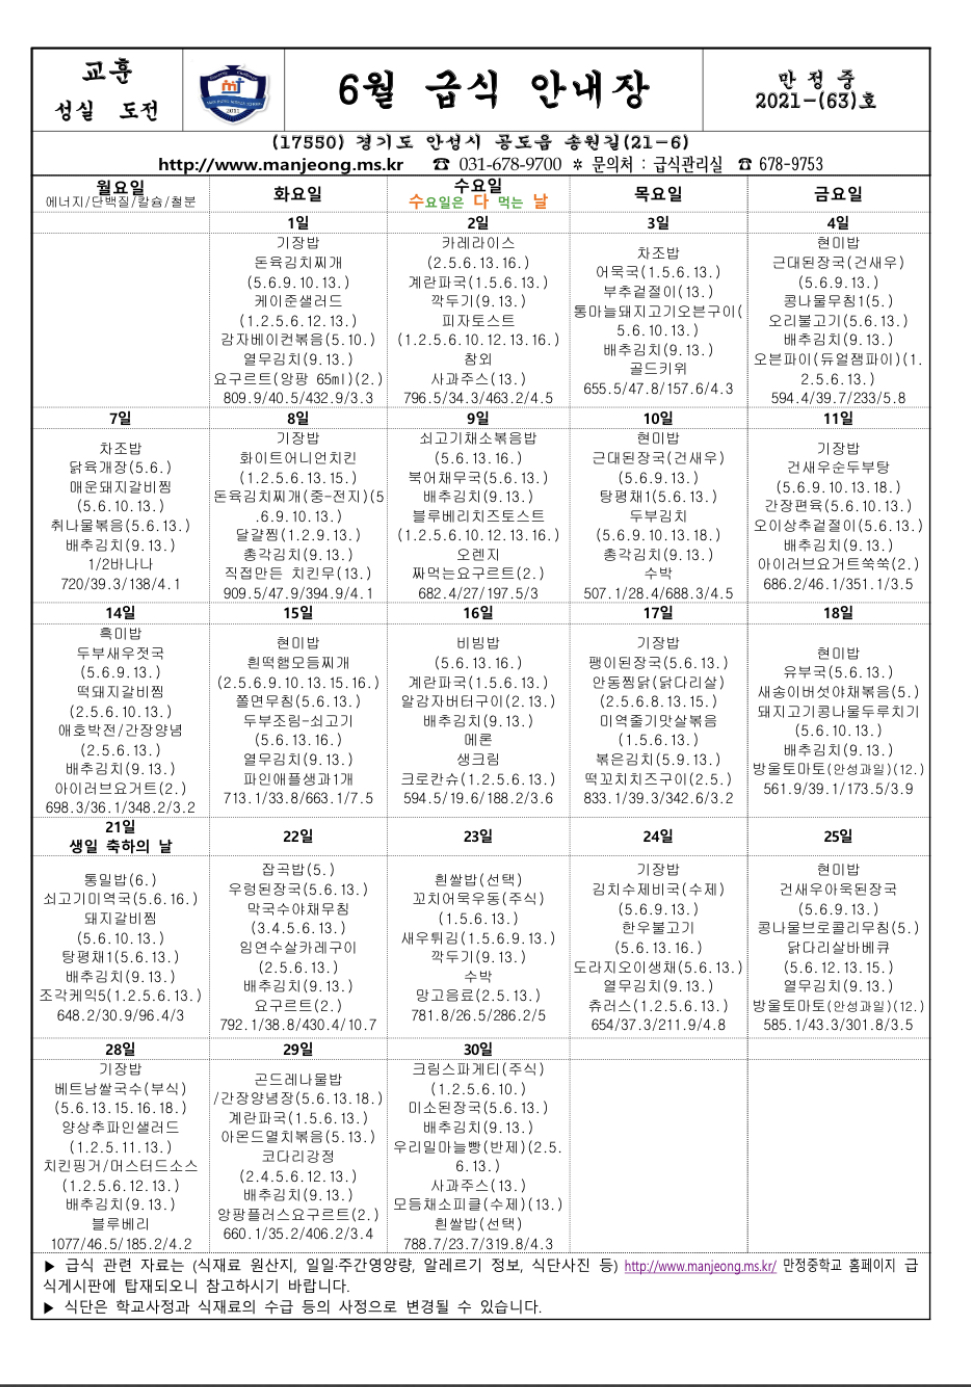 교훈
성실 도전
mt
2017
6월 급식 안내장
만정중
2021-(63)호
(17550) 경기도 안성시 공도읍 송원길(21-6)
http://www.manjeong.ms.kr ☎ 031-678-9700 ✻ 문의처 : 급식관리실 ☎ 678-9753
월요일
에너지/단백질/칼슘/철분
화요일
수요일
수요일은 다 먹는 날
목요일
금요일
1일
기장밥
돈육김치찌개
(5.6.9.10.13.)
케이준샐러드
(1.2.5.6.12.13.)
감자베이컨볶음(5.10.)
열무김치(9.13.)
요구르트(앙팡 65ml)(2.)
809.9/40.5/432.9/3.3
2일
카레라이스
(2.5.6.13.16.)
계란파국(1.5.6.13.)
깍두기(9.13.)
피자토스트
(1.2.5.6.10.12.13.16.)
참외
사과주스(13.)
796.5/34.3/463.2/4.5
3일
차조밥
어묵국(1.5.6.13.)
부추겉절이(13.)
통마늘돼지고기오븐구이(
5.6.10.13.)
배추김치(9.13.)
골드키위
655.5/47.8/157.6/4.3
4일
현미밥
근대된장국(건새우)
(5.6.9.13.)
콩나물무침1(5.)
오리불고기(5.6.13.)
배추김치(9.13.)
오븐파이(듀얼잼파이)(1.
2.5.6.13.)
594.4/39.7/233/5.8
7일
차조밥
닭육개장(5.6.)
매운돼지갈비찜
(5.6.10.13.)
취나물볶음(5.6.13.)
배추김치(9.13.)
1/2바나나
720/39.3/138/4.1
8일
기장밥
화이트어니언치킨
(1.2.5.6.13.15.)
돈육김치찌개(중-전지)(5
.6.9.10.13.)
달걀찜(1.2.9.13.)
총각김치(9.13.)
직접만든 치킨무(13.)
909.5/47.9/394.9/4.1
9일
쇠고기채소볶음밥
(5.6.13.16.)
북어채무국(5.6.13.)
배추김치(9.13.)
블루베리치즈토스트
(1.2.5.6.10.12.13.16.)
오렌지
짜먹는요구르트(2.)
682.4/27/197.5/3
10일
현미밥
근대된장국(건새우)
(5.6.9.13.)
탕평채1(5.6.13.)
두부김치
(5.6.9.10.13.18.)
총각김치(9.13.)
수박
507.1/28.4/688.3/4.5
11일
기장밥
건새우순두부탕
(5.6.9.10.13.18.)
간장편육(5.6.10.13.)
오이상추겉절이(5.6.13.)
배추김치(9.13.)
아이러브요거트쑥쑥(2.)
686.2/46.1/351.1/3.5
14일
흑미밥
두부새우젓국
(5.6.9.13.)
떡돼지갈비찜
(2.5.6.10.13.)
애호박전/간장양념
(2.5.6.13.)
배추김치(9.13.)
아이러브요거트(2.)
698.3/36.1/348.2/3.2
15일
현미밥
흰떡햄모듬찌개
(2.5.6.9.10.13.15.16.)
쫄면무침(5.6.13.)
두부조림-쇠고기
(5.6.13.16.)
열무김치(9.13.)
파인애플생과1개
713.1/33.8/663.1/7.5
16일
비빔밥
(5.6.13.16.)
계란파국(1.5.6.13.)
알감자버터구이(2.13.)
배추김치(9.13.)
메론
생크림
크로칸슈(1.2.5.6.13.)
594.5/19.6/188.2/3.6
17일
기장밥
팽이된장국(5.6.13.)
안동찜닭(닭다리살)
(2.5.6.8.13.15.)
미역줄기맛살볶음
(1.5.6.13.)
볶은김치(5.9.13.)
떡꼬치치즈구이(2.5.)
833.1/39.3/342.6/3.2
18일
현미밥
유부국(5.6.13.)
새송이버섯야채볶음(5.)
돼지고기콩나물두루치기
(5.6.10.13.)
배추김치(9.13.)
방울토마토(안성과일)(12.)
561.9/39.1/173.5/3.9
21일
생일 축하의 날
통밀밥(6.)
쇠고기미역국(5.6.16.)
돼지갈비찜
(5.6.10.13.)
탕평채1(5.6.13.)
배추김치(9.13.)
조각케익5(1.2.5.6.13.)
648.2/30.9/96.4/3
22일
잡곡밥(5.)
우렁된장국(5.6.13.)
막국수야채무침
(3.4.5.6.13.)
임연수살카레구이
(2.5.6.13.)
배추김치(9.13.)
요구르트(2.)
792.1/38.8/430.4/10.7
23일
흰쌀밥(선택)
꼬치어묵우동(주식)
(1.5.6.13.)
새우튀김(1.5.6.9.13.)
깍두기(9.13.)
수박
망고음료(2.5.13.)
781.8/26.5/286.2/5
24일
기장밥
김치수제비국(수제)
(5.6.9.13.)
한우불고기
(5.6.13.16.)
도라지오이생채(5.6.13.)
열무김치(9.13.)
츄러스(1.2.5.6.13.)
654/37.3/211.9/4.8
25일
현미밥
건새우아욱된장국
(5.6.9.13.)
콩나물브로콜리무침(5.)
닭다리살바베큐
(5.6.12.13.15.)
열무김치(9.13.)
방울토마토(안성과일)(12.)
585.1/43.3/301.8/3.5
28일
기장밥
베트남쌀국수(부식)
(5.6.13.15.16.18.)
양상추파인샐러드
(1.2.5.11.13.)
치킨핑거/머스터드소스
(1.2.5.6.12.13.)
배추김치(9.13.)
블루베리
1077/46.5/185.2/4.2
29일
곤드레나물밥
/간장양념장(5.6.13.18.)
계란파국(1.5.6.13.)
아몬드멸치볶음(5.13.)
코다리강정
(2.4.5.6.12.13.)
배추김치(9.13.)
앙팡플러스요구르트(2.)
660.1/35.2/406.2/3.4
30일
크림스파게티(주식)
(1.2.5.6.10.)
미소된장국(5.6.13.)
배추김치(9.13.)
우리밀마늘빵(반제)(2.5.
6.13.)
사과주스(13.)
모듬채소피클(수제)(13.)
흰쌀밥(선택)
788.7/23.7/319.8/4.3
▶ 급식 관련 자료는 (식재료 원산지, 일일·주간영양량, 알레르기 정보, 식단사진 등) http://www.manjeong.ms.kr/ 만정중학교 홈페이지 급
식게시판에 탑재되오니 참고하시기 바랍니다.
▶ 식단은 학교사정과 식재료의 수급 등의 사정으로 변경될 수 있습니다.